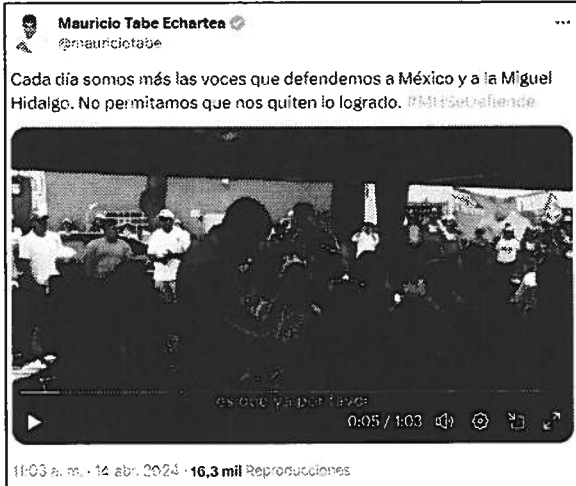 Mauricio Tabe Echartea
@mauriciotabe
Cada día somos más las voces que defendemos a México y a la Miguel
Hidalgo. No permitamos que nos quiten lo logrado. #MHSeDefiende
es que ya por favor
0:05 / 1:03
11:03 a. m. · 14 abr. 2024 · 16,3 mil Reproducciones